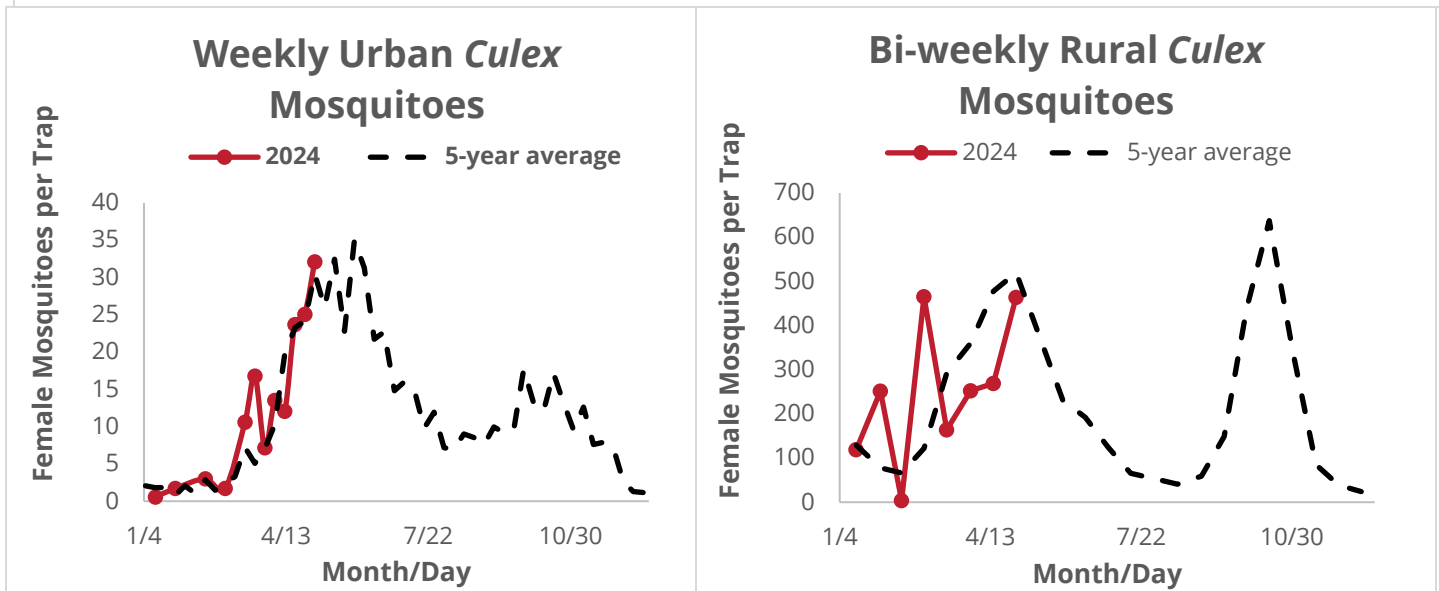 Weekly Urban Culex
Mosquitoes
2024
5-year average
Female Mosquitoes per Trap
40
35
30
25
20
15
10
5
0
1/4
4/13
7/22
10/30
Month/Day
Bi-weekly Rural Culex
Mosquitoes
2024
5-year average
Female Mosquitoes per Trap
700
600
500
400
300
200
100
0
1/4
4/13
7/22
10/30
Month/Day